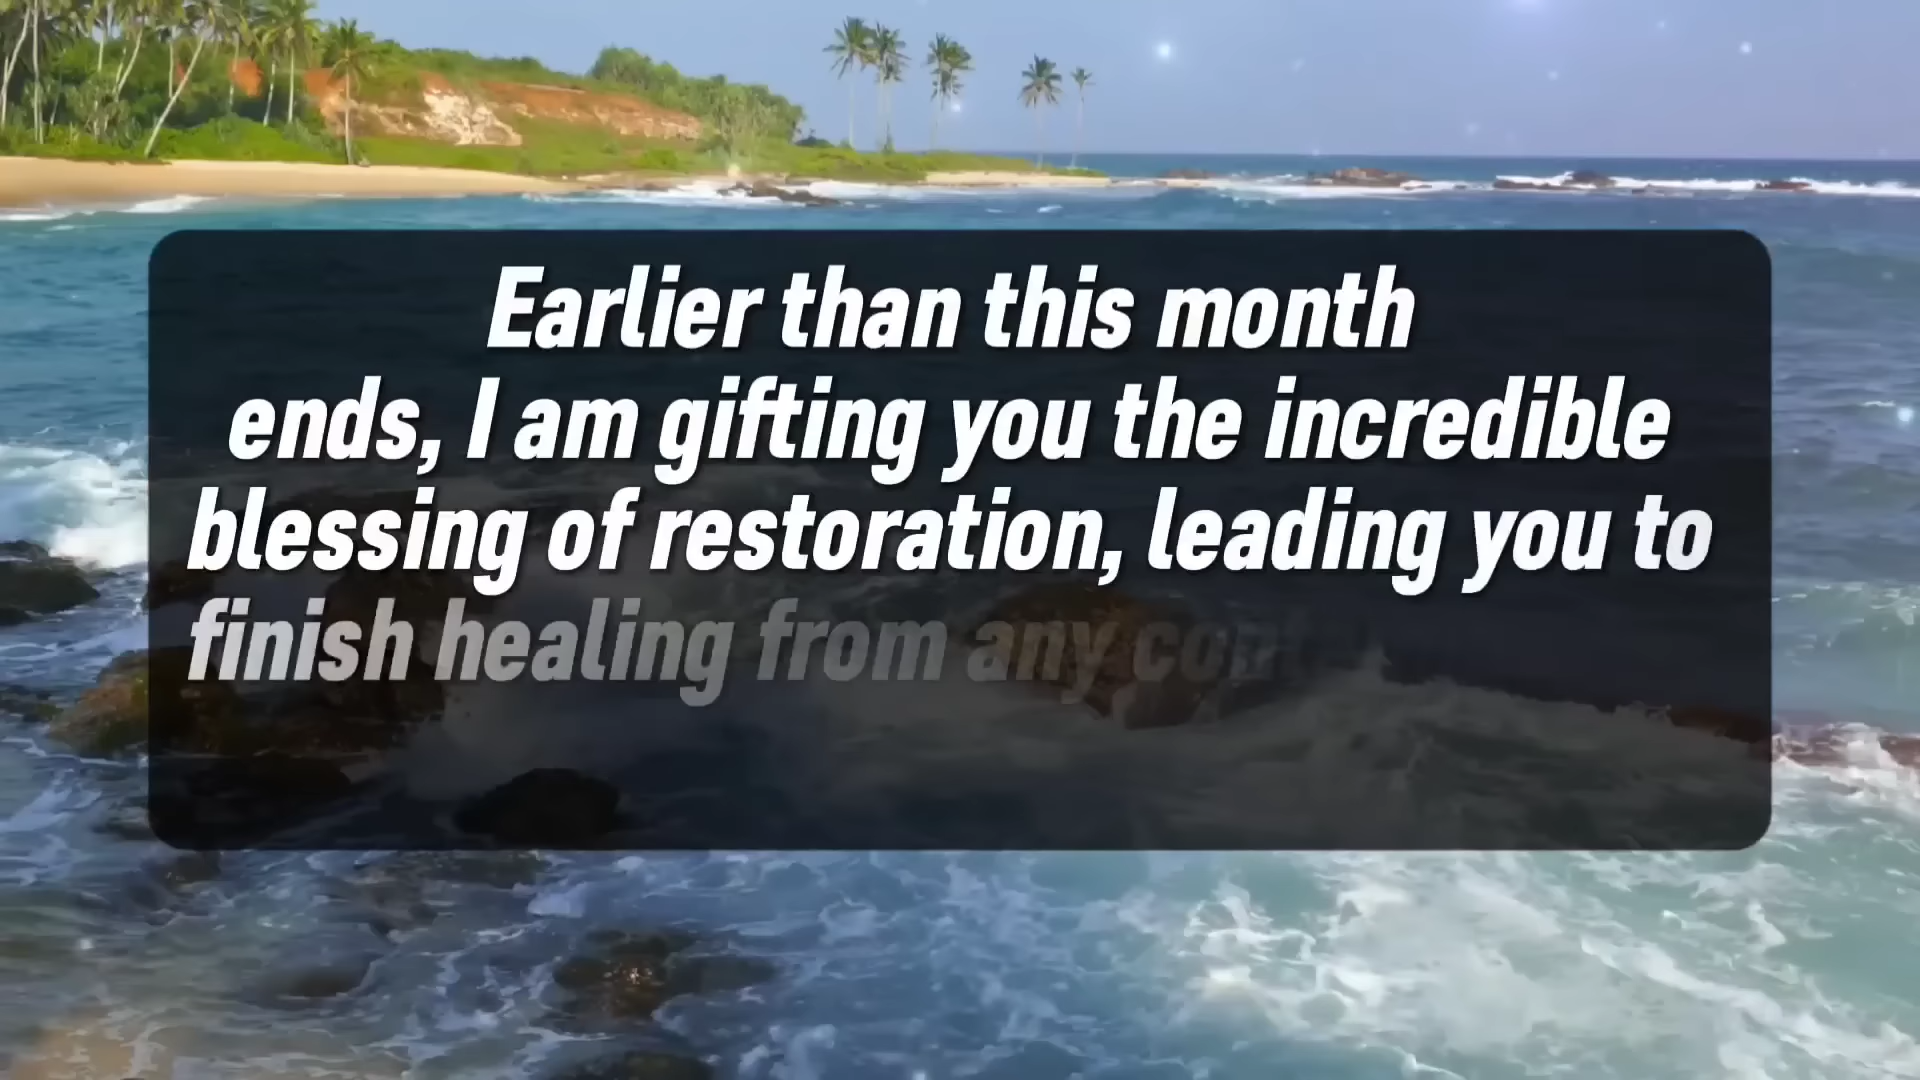 Earlier than this month
ends, I am gifting you the incredible
blessing of restoration, leading you to
finish healing from any